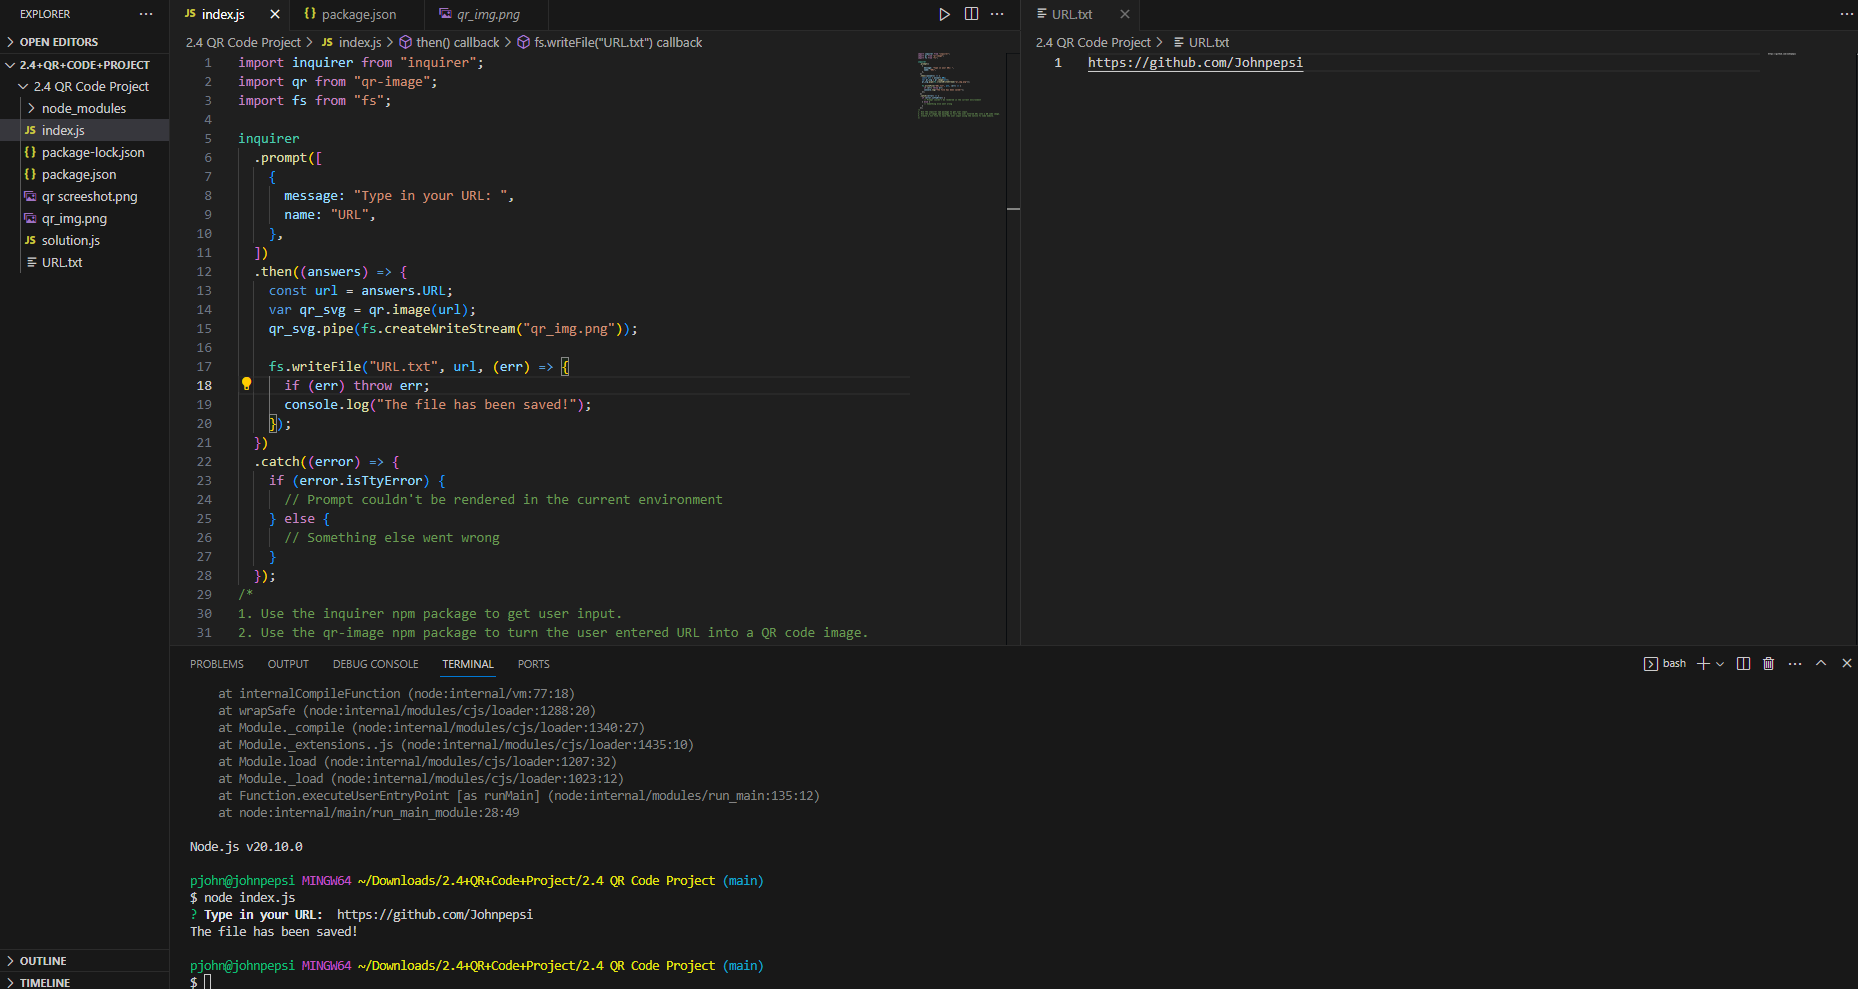 EXPLORER
OPEN EDITORS
2.4+QR+CODE+PROJECT
2.4 QR Code Project
node_modules
JS index.js
{} package-lock.json
{} package.json
qr screeshot.png
qr_img.png
JS solution.js
URL.txt
OUTLINE
TIMELINE
JS index.js
{} package.json
qr_img.png
2.4 QR Code Project > JS index.js > then() callback > fs.writeFile("URL.txt") callback
1 import inquirer from "inquirer";
2 import qr from "qr-image";
3 import fs from "fs";
4
5 inquirer
6 .prompt([
7 {
8 message: "Type in your URL: ",
9 name: "URL",
10 },
11 ])
12 .then((answers) => {
13 const url = answers.URL;
14 var qr_svg = qr.image(url);
15 qr_svg.pipe(fs.createWriteStream("qr_img.png"));
16
17 fs.writeFile("URL.txt", url, (err) => {
18 if (err) throw err;
19 console.log("The file has been saved!");
20 });
21 })
22 .catch((error) => {
23 if (error.isTtyError) {
24 // Prompt couldn't be rendered in the current environment
25 } else {
26 // Something else went wrong
27 }
28 });
29 /*
30 1. Use the inquirer npm package to get user input.
31 2. Use the qr-image npm package to turn the user entered URL into a QR code image.
URL.txt
2.4 QR Code Project > URL.txt
1 https://github.com/Johnpepsi
PROBLEMS OUTPUT DEBUG CONSOLE TERMINAL PORTS
bash
at internalCompileFunction (node:internal/vm:77:18)
at wrapSafe (node:internal/modules/cjs/loader:1288:20)
at Module._compile (node:internal/modules/cjs/loader:1340:27)
at Module._extensions..js (node:internal/modules/cjs/loader:1435:10)
at Module.load (node:internal/modules/cjs/loader:1207:32)
at Module._load (node:internal/modules/cjs/loader:1023:12)
at Function.executeUserEntryPoint [as runMain] (node:internal/modules/run_main:135:12)
at node:internal/main/run_main_module:28:49
Node.js v20.10.0
pjohn@johnpepsi MINGW64 ~/Downloads/2.4+QR+Code+Project/2.4 QR Code Project (main)
$ node index.js
? Type in your URL: https://github.com/Johnpepsi
The file has been saved!
pjohn@johnpepsi MINGW64 ~/Downloads/2.4+QR+Code+Project/2.4 QR Code Project (main)
$